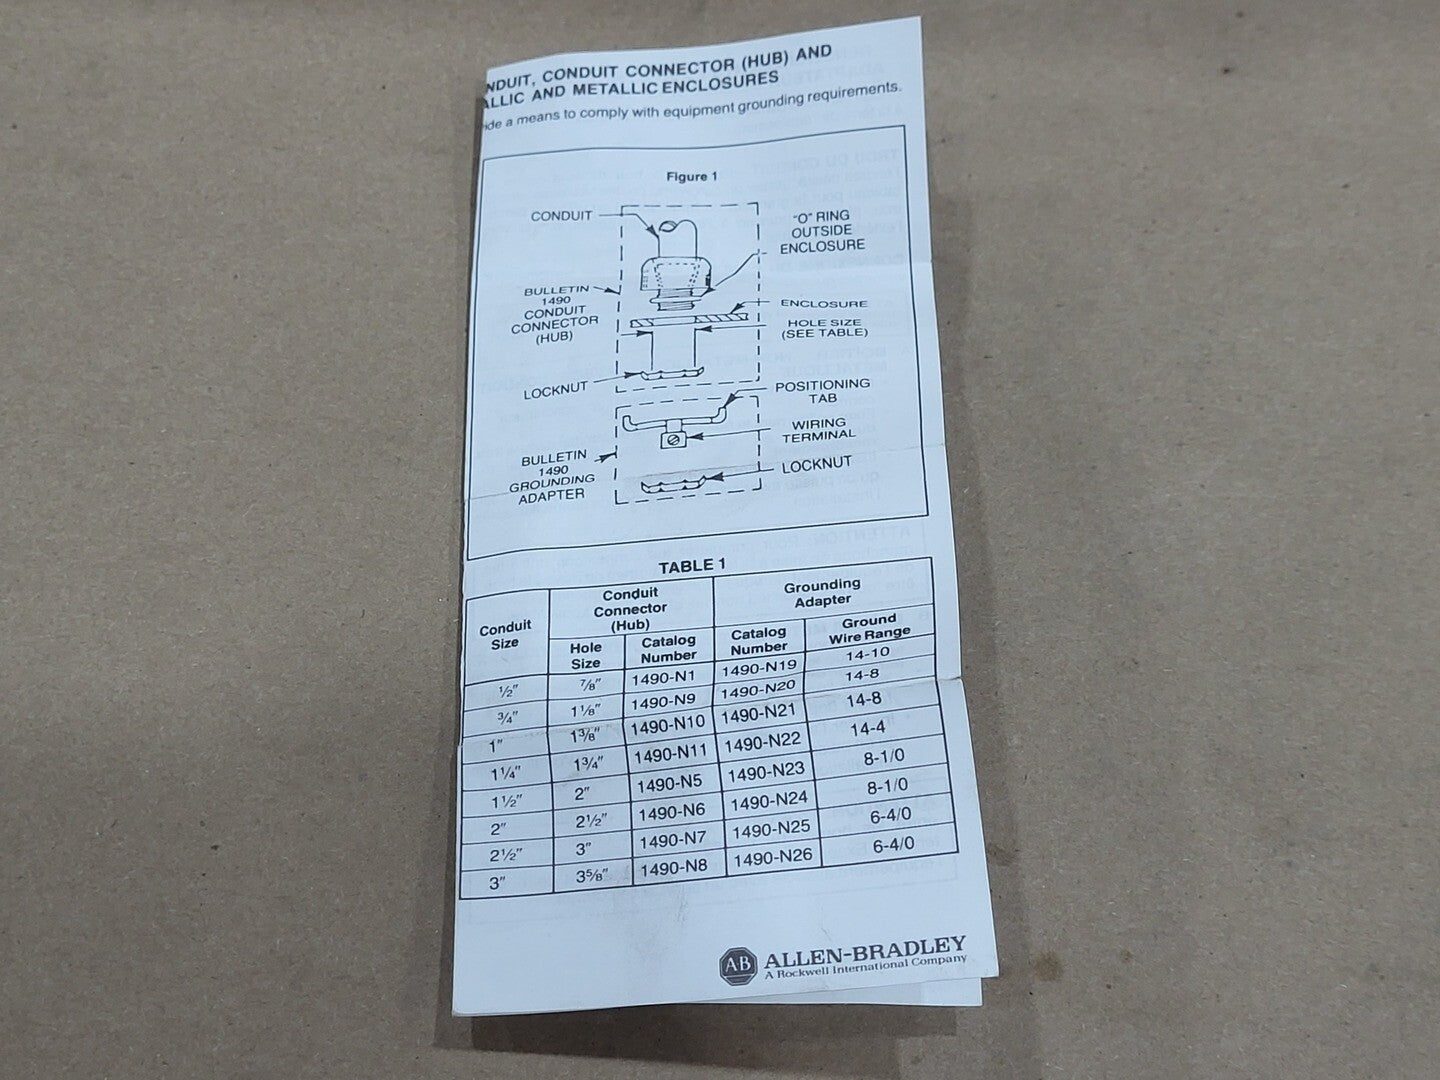 NDUIT, CONDUIT CONNECTOR (HUB) AND
ALLIC AND METALLIC ENCLOSURES
ide a means to comply with equipment grounding requirements.
Figure 1
CONDUIT
"O" RING
OUTSIDE
ENCLOSURE
BULLETIN
1490
CONDUIT
CONNECTOR
(HUB)
ENCLOSURE
HOLE SIZE
(SEE TABLE)
LOCKNUT
POSITIONING
TAB
WIRING
TERMINAL
BULLETIN
1490
GROUNDING
ADAPTER
LOCKNUT
TABLE 1
Conduit
Size
Conduit
Connector
(Hub)
Grounding
Adapter
Hole
Size
Catalog
Number
Catalog
Number
Ground
Wire Range
½" ⅞" 1490-N1 1490-N19 14-10
¾" 1⅛" 1490-N9 1490-N20 14-8
1" 1⅜" 1490-N10 1490-N21 14-8
1¼" 1¾" 1490-N11 1490-N22 14-4
1½" 2" 1490-N5 1490-N23 8-1/0
2" 2½" 1490-N6 1490-N24 8-1/0
2½" 3" 1490-N7 1490-N25 6-4/0
3" 3⅝" 1490-N8 1490-N26 6-4/0
AB ALLEN-BRADLEY
A Rockwell International Company